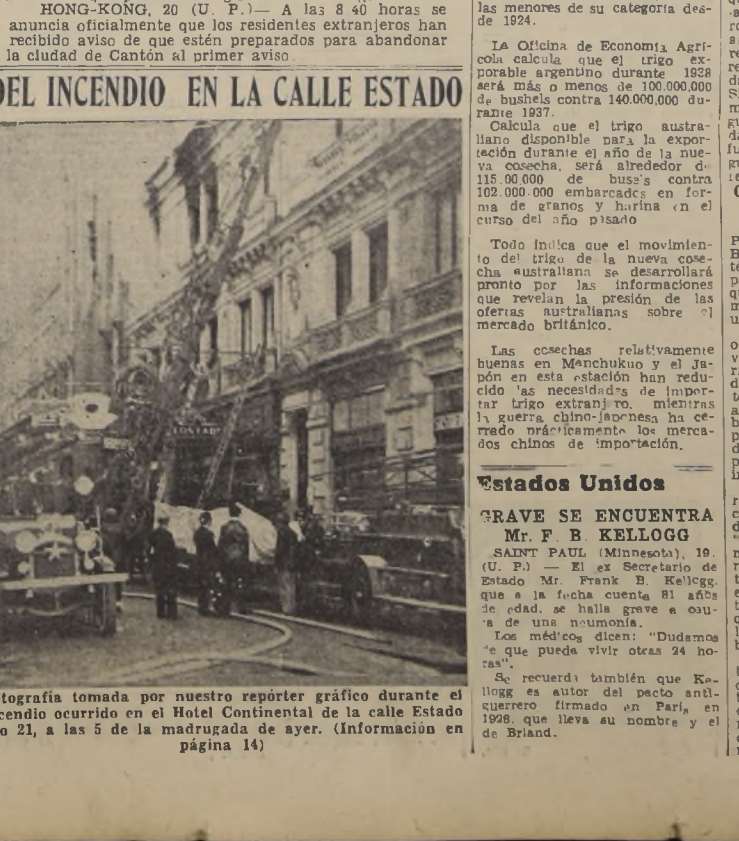 HONG-KONG, 20 (U. P.)— A las 8 40 horas se
anuncia oficialmente que los residentes extranjeros han
recibido aviso de que estén preparados para abandonar
la ciudad de Cantón al primer aviso.
DEL INCENDIO EN LA CALLE ESTADO
tografía tomada por nuestro repórter gráfico durante el
cendio ocurrido en el Hotel Continental de la calle Estado
o 21, a las 5 de la madrugada de ayer. (Información en
página 14)
las menores de su categoría des-
de 1924.
La Oficina de Economía Agrí-
cola calcula que el trigo ex-
porable argentino durante 1938
será más o menos de 100.000,000
de bushels contra 140.000,000 du-
rante 1937.
Calcula que el trigo austra-
liano disponible para la expor-
tación durante el año de la nue-
va cosecha, será alrededor de
115.00,000 de buse's contra
102.000.000 embarcados en for-
ma de granos y harina en el
curso del año pasado
Todo indica que el movimien-
to del trigo de la nueva cose-
cha australiana se desarrollará
pronto por las informaciones
que revelan la presión de las
ofertas australianas sobre el
mercado británico.
Las cosechas relativamente
buenas en Manchukuo y el Ja-
pón en esta estación han redu-
cido las necesidades de impor-
tar trigo extranjero, mientras
la guerra chino-japonesa ha ce-
rrado prácticamente los merca-
dos chinos de importación.
Estados Unidos
GRAVE SE ENCUENTRA
Mr. F. B. KELLOGG
SAINT PAUL (Minnesota), 19.
(U. P.) — El ex Secretario de
Estado Mr. Frank B. Kellogg,
que a la fecha cuenta 81 años
de edad, se halla grave a cau-
sa de una neumonía.
Los médicos dicen: "Dudamos
de que pueda vivir otras 24 ho-
ras".
Se recuerda también que Ke-
llogg es autor del pacto anti-
guerrero firmado en París en
1928, que lleva su nombre y el
de Briand.